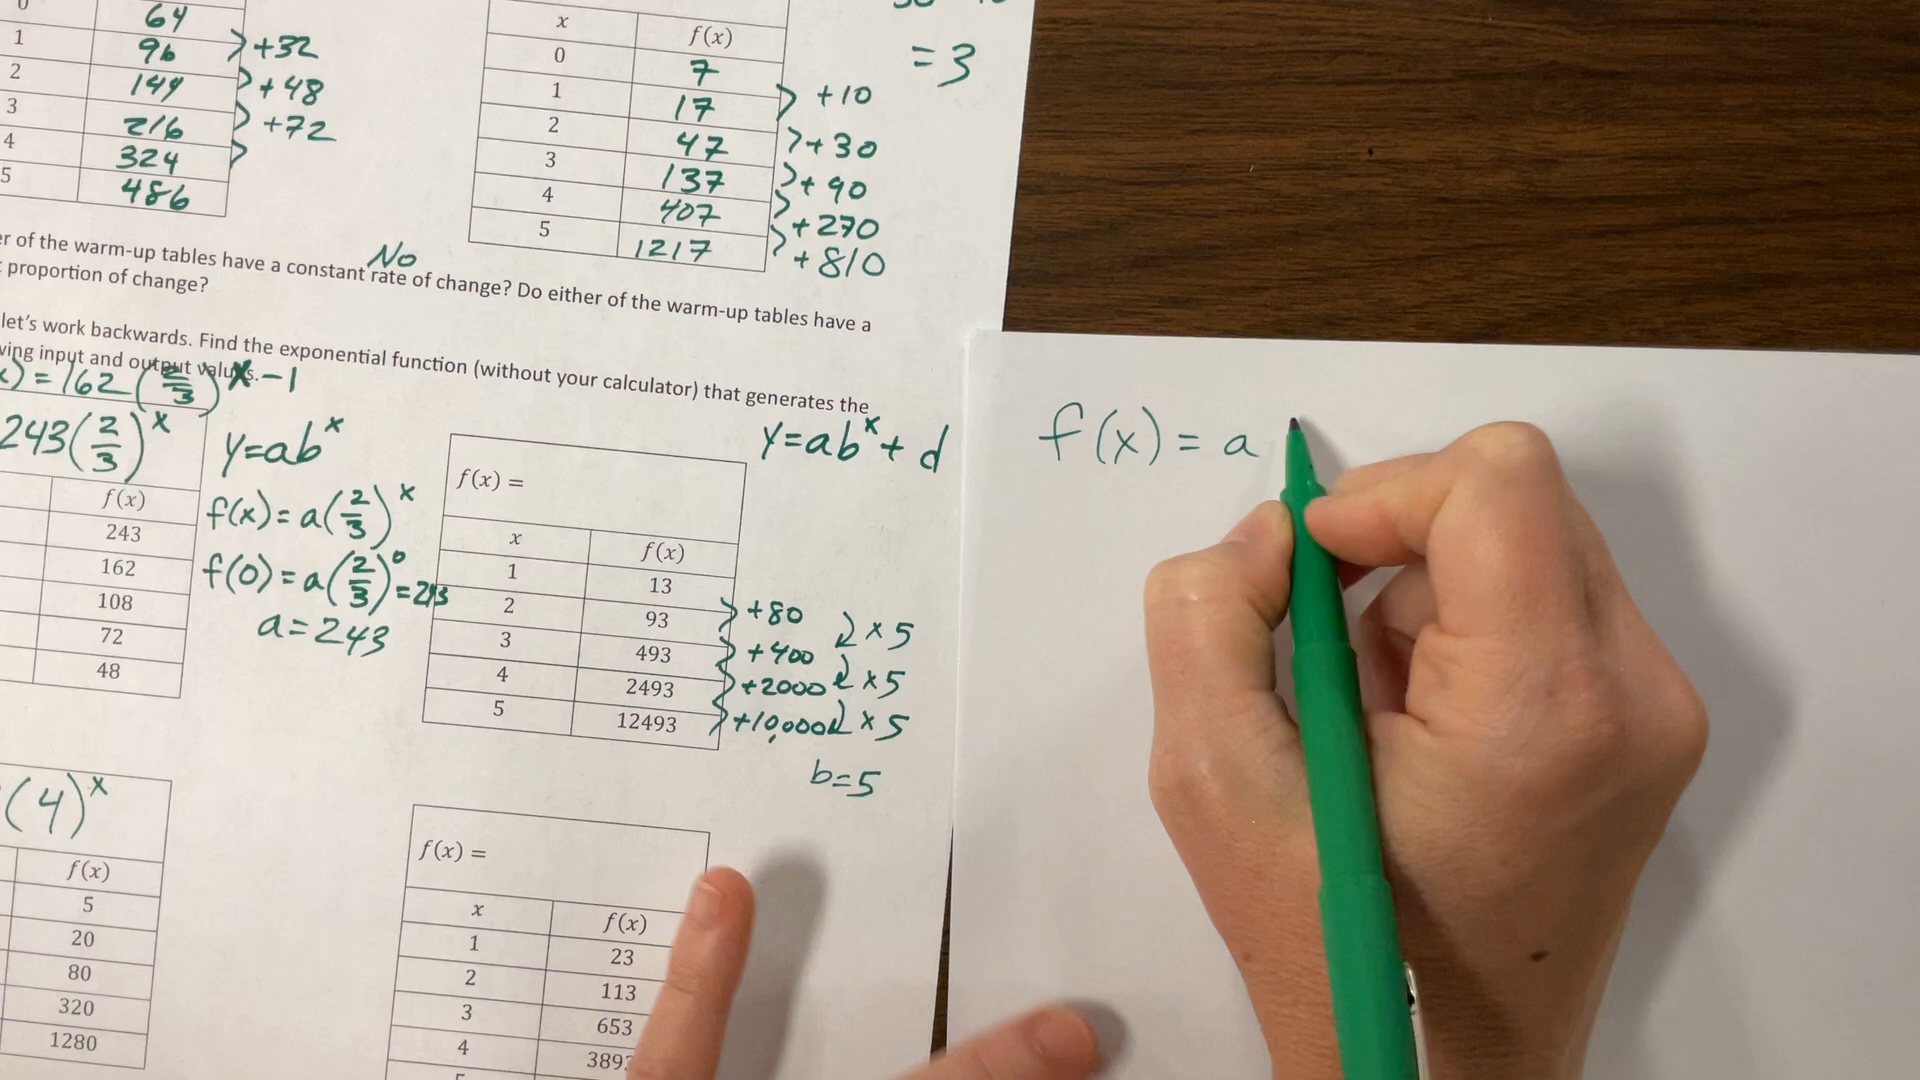 0 64
1 96 +32
2 144 +48
3 216 +72
4 324
5 486
x f(x)
0 7
1 17 +10
2 47 +30
3 137 +90
4 407 +270
5 1217 +810
= 3
No
of the warm-up tables have a constant rate of change? Do either of the warm-up tables have a
proportion of change?
let's work backwards. Find the exponential function (without your calculator) that generates the
input and output values.
) = 162 (2/3)^x-1
243(2/3)^x
f(x)
243
162
108
72
48
y=ab^x
f(x) = a(2/3)^x
f(0) = a(2/3)^0 = 243
a = 243
y=ab^x + d
f(x) =
x f(x)
1 13
2 93 +80
3 493 +400 ×5
4 2493 +2000 ×5
5 12493 +10,000 ×5
b=5
(4)^x
f(x)
5
20
80
320
1280
f(x) =
x f(x)
1 23
2 113
3 653
4 3893
f(x) = a